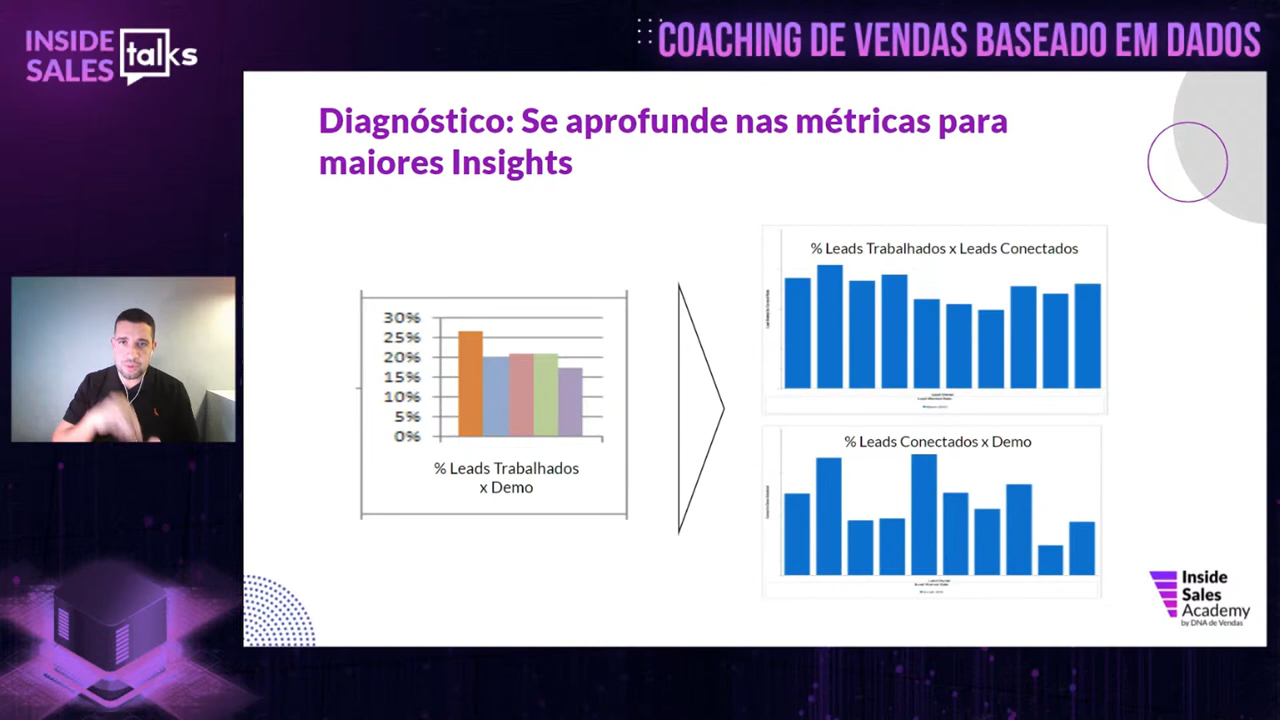 INSIDE
SALES
talks
COACHING DE VENDAS BASEADO EM DADOS
Diagnóstico: Se aprofunde nas métricas para
maiores Insights
30%
25%
20%
15%
10%
5%
0%
% Leads Trabalhados
x Demo
% Leads Trabalhados x Leads Conectados
% Leads Conectados x Demo
Inside
Sales
Academy
by DNA de Vendas